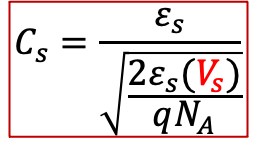 C_s = ε_s / √(2ε_s(V_s) / qN_A)